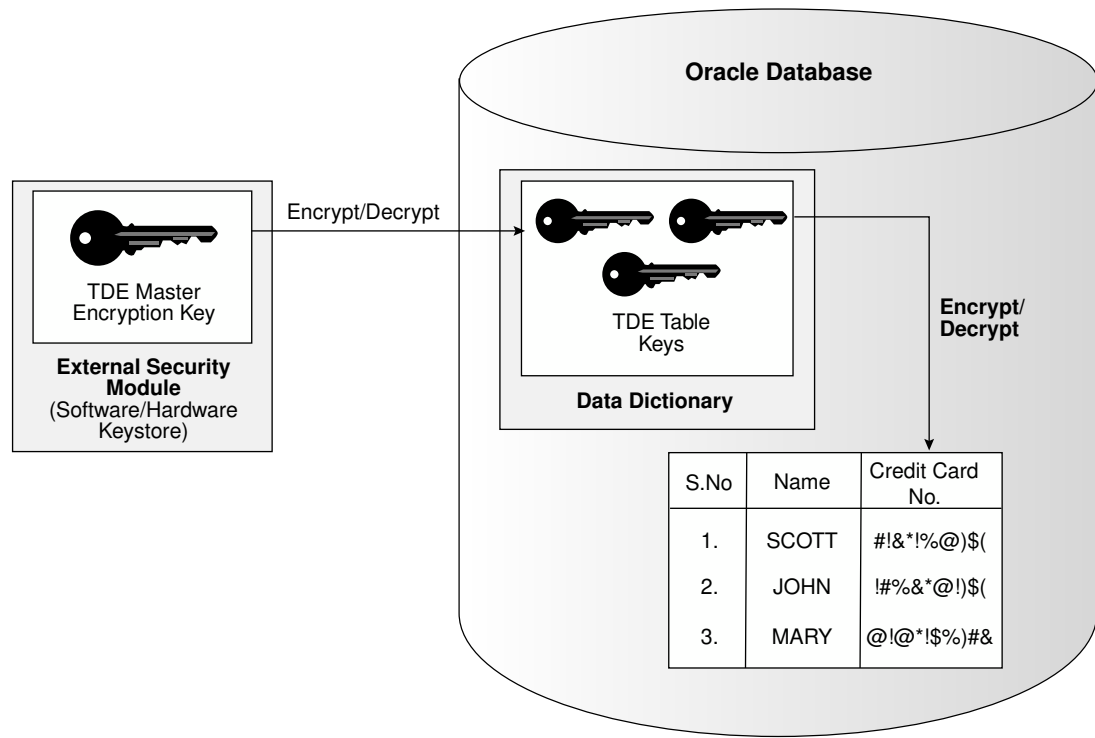 Oracle Database
Encrypt/Decrypt
TDE Master
Encryption Key
External Security
Module
(Software/Hardware
Keystore)
TDE Table
Keys
Data Dictionary
Encrypt/
Decrypt
S.No Name Credit Card
No.
1. SCOTT #!&*!%@)$(
2. JOHN !#%&*@!)$(
3. MARY @!@*!$%)#&